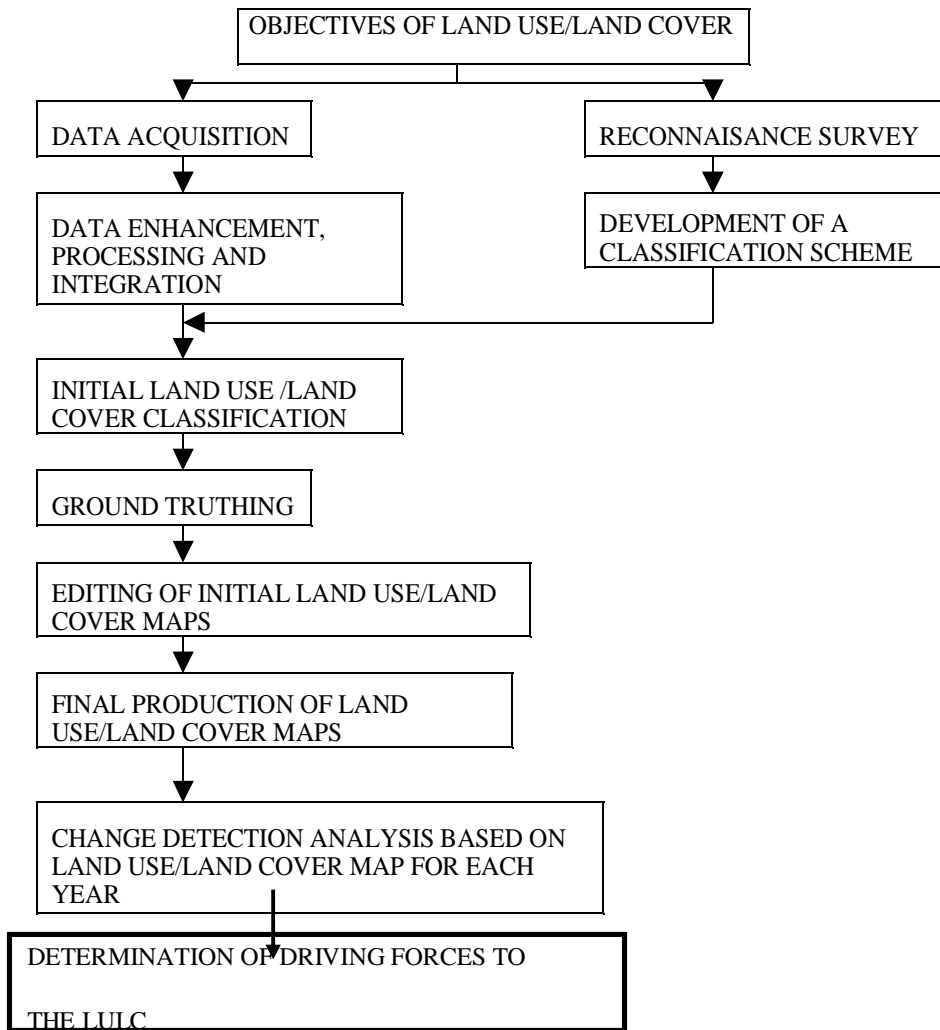 OBJECTIVES OF LAND USE/LAND COVER
DATA ACQUISITION
RECONNAISANCE SURVEY
DATA ENHANCEMENT,
PROCESSING AND
INTEGRATION
DEVELOPMENT OF A
CLASSIFICATION SCHEME
INITIAL LAND USE /LAND
COVER CLASSIFICATION
GROUND TRUTHING
EDITING OF INITIAL LAND USE/LAND
COVER MAPS
FINAL PRODUCTION OF LAND
USE/LAND COVER MAPS
CHANGE DETECTION ANALYSIS BASED ON
LAND USE/LAND COVER MAP FOR EACH
YEAR
DETERMINATION OF DRIVING FORCES TO
THE LULC